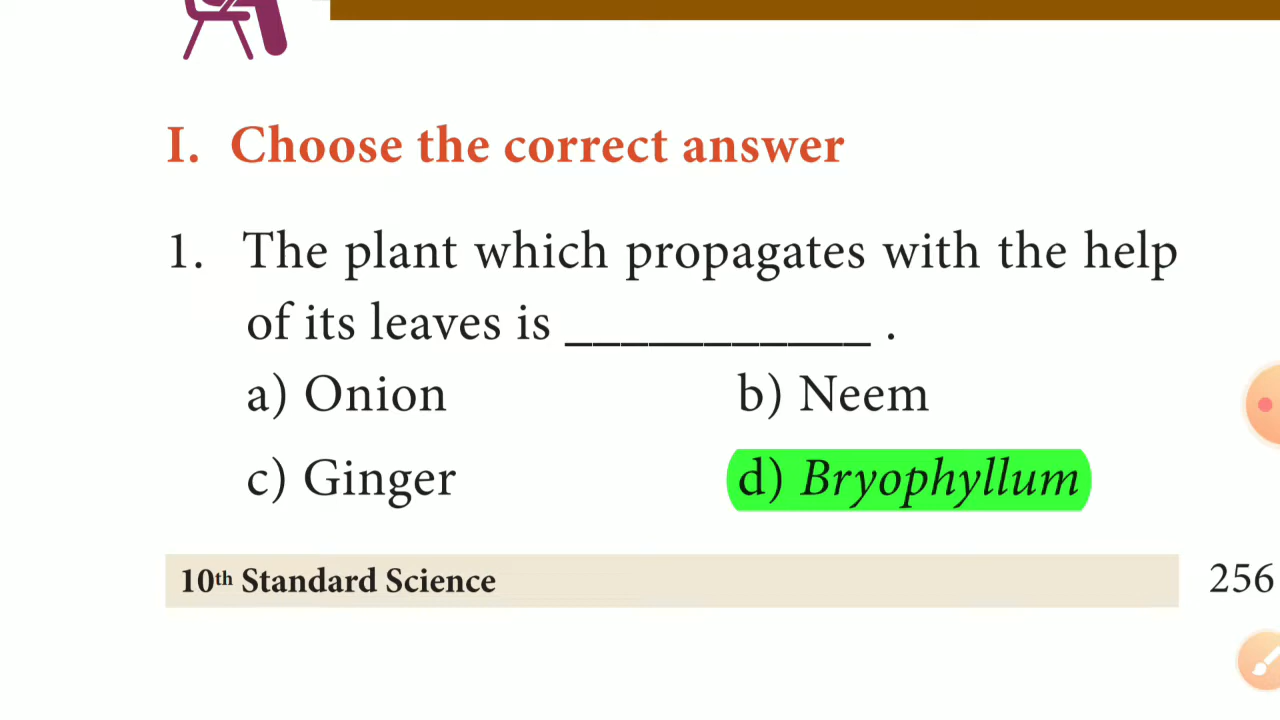 I. Choose the correct answer
1. The plant which propagates with the help
of its leaves is ___________ .
a) Onion b) Neem
c) Ginger d) Bryophyllum
10th Standard Science 256